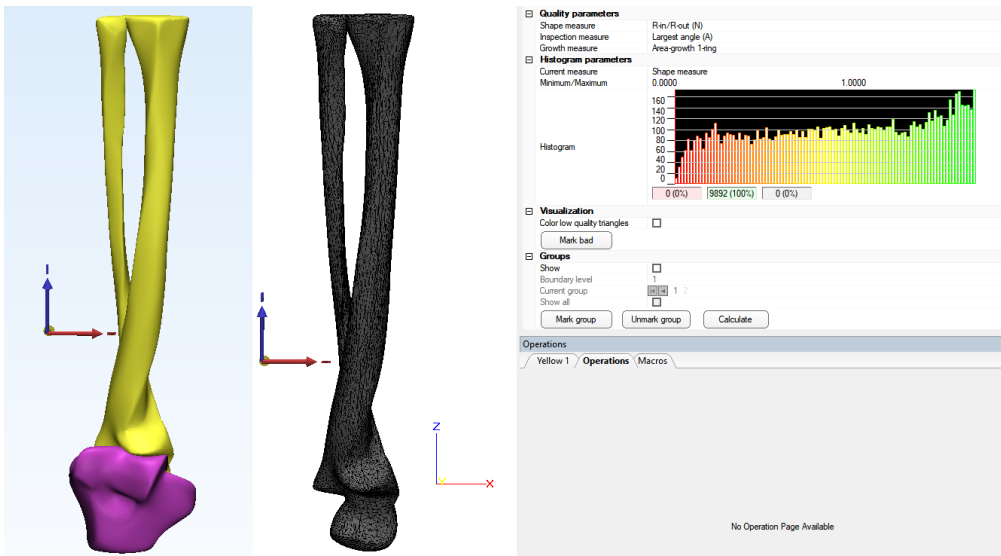 Quality parameters
Shape measure R-in/R-out (N)
Inspection measure Largest angle (A)
Growth measure Area-growth 1-ring
Histogram parameters
Current measure Shape measure
Minimum/Maximum 0.0000 1.0000
Histogram
160
140
120
100
80
60
40
20
0
0 (0%) 9892 (100%) 0 (0%)
Visualization
Color low quality triangles
Mark bad
Groups
Show
Boundary level 1
Current group 1 2
Show all
Mark group Unmark group Calculate
Operations
Yellow 1 Operations Macros
No Operation Page Available
Z
Y
X